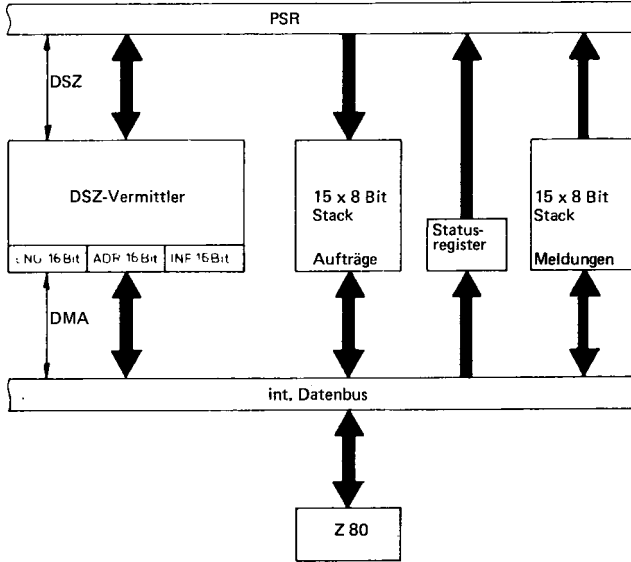 PSR
DSZ
DSZ-Vermittler
16 Bit
ADR 16 Bit
INF 16 Bit
15 x 8 Bit
Stack
Aufträge
Status-
register
15 x 8 Bit
Stack
Meldungen
DMA
int. Datenbus
Z 80